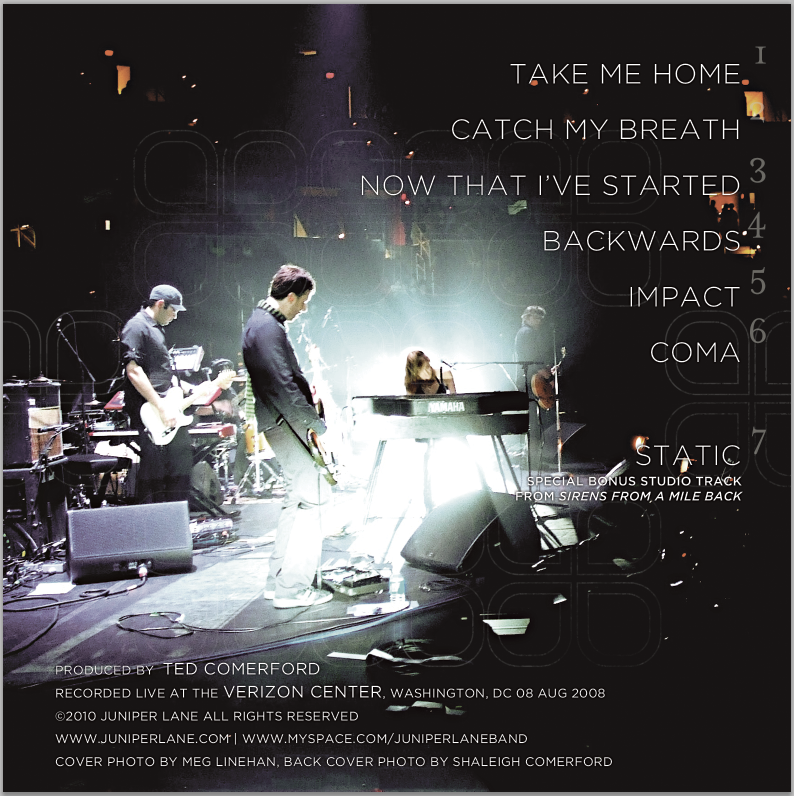 TAKE ME HOME 1
CATCH MY BREATH 2
NOW THAT I'VE STARTED 3
BACKWARDS 4
IMPACT 5
COMA 6
STATIC 7
SPECIAL BONUS STUDIO TRACK
FROM SIRENS FROM A MILE BACK
YAMAHA
PRODUCED BY TED COMERFORD
RECORDED LIVE AT THE VERIZON CENTER, WASHINGTON, DC 08 AUG 2008
©2010 JUNIPER LANE ALL RIGHTS RESERVED
WWW.JUNIPERLANE.COM | WWW.MYSPACE.COM/JUNIPERLANEBAND
COVER PHOTO BY MEG LINEHAN, BACK COVER PHOTO BY SHALEIGH COMERFORD